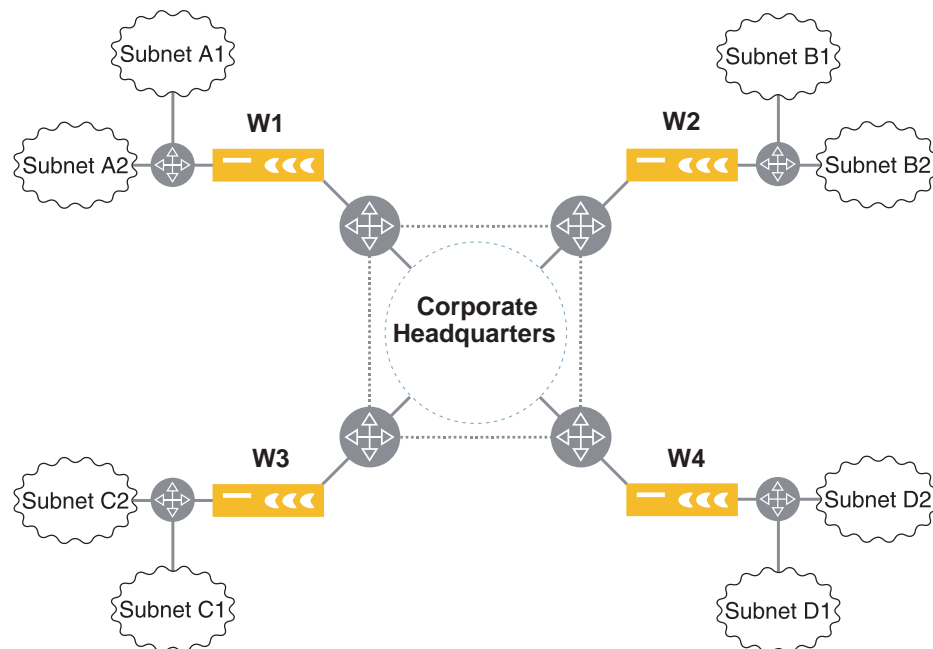 Subnet A1
Subnet B1
W1
W2
Subnet A2
Subnet B2
Corporate
Headquarters
W3
W4
Subnet C2
Subnet D2
Subnet C1
Subnet D1